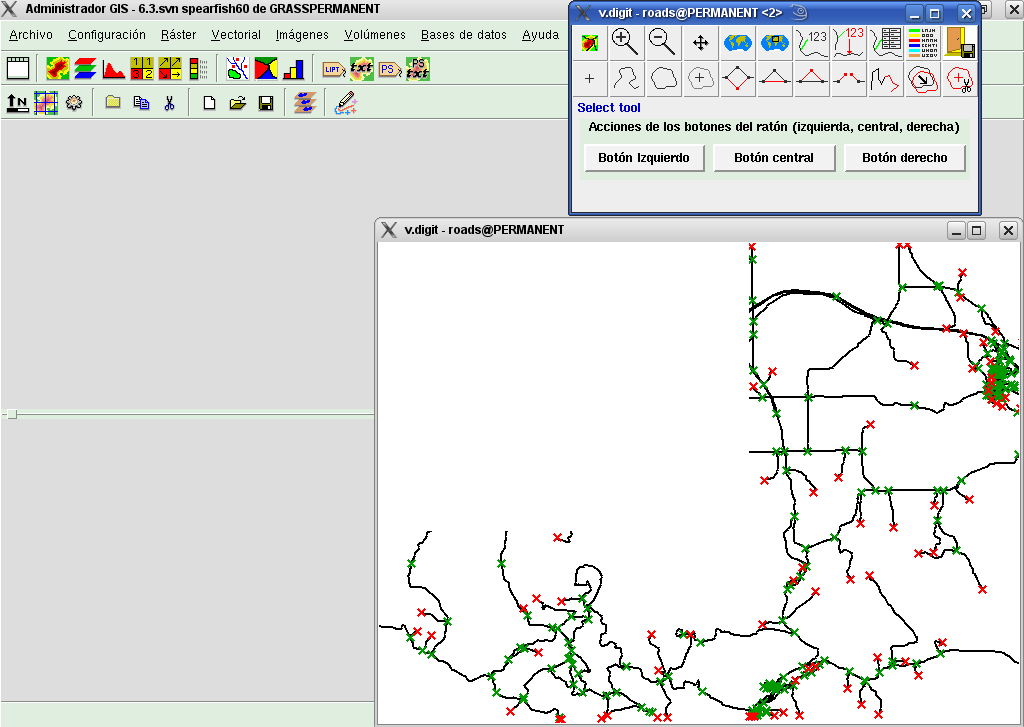 Administrador GIS - 6.3.svn spearfish60 de GRASSPERMANENT
Archivo Configuración Ráster Vectorial Imágenes Volúmenes Bases de datos Ayuda
v.digit - roads@PERMANENT <2>
123 123
Select tool
Acciones de los botones del ratón (izquierda, central, derecha)
Botón Izquierdo Botón central Botón derecho
txt PS PS txt
N
v.digit - roads@PERMANENT